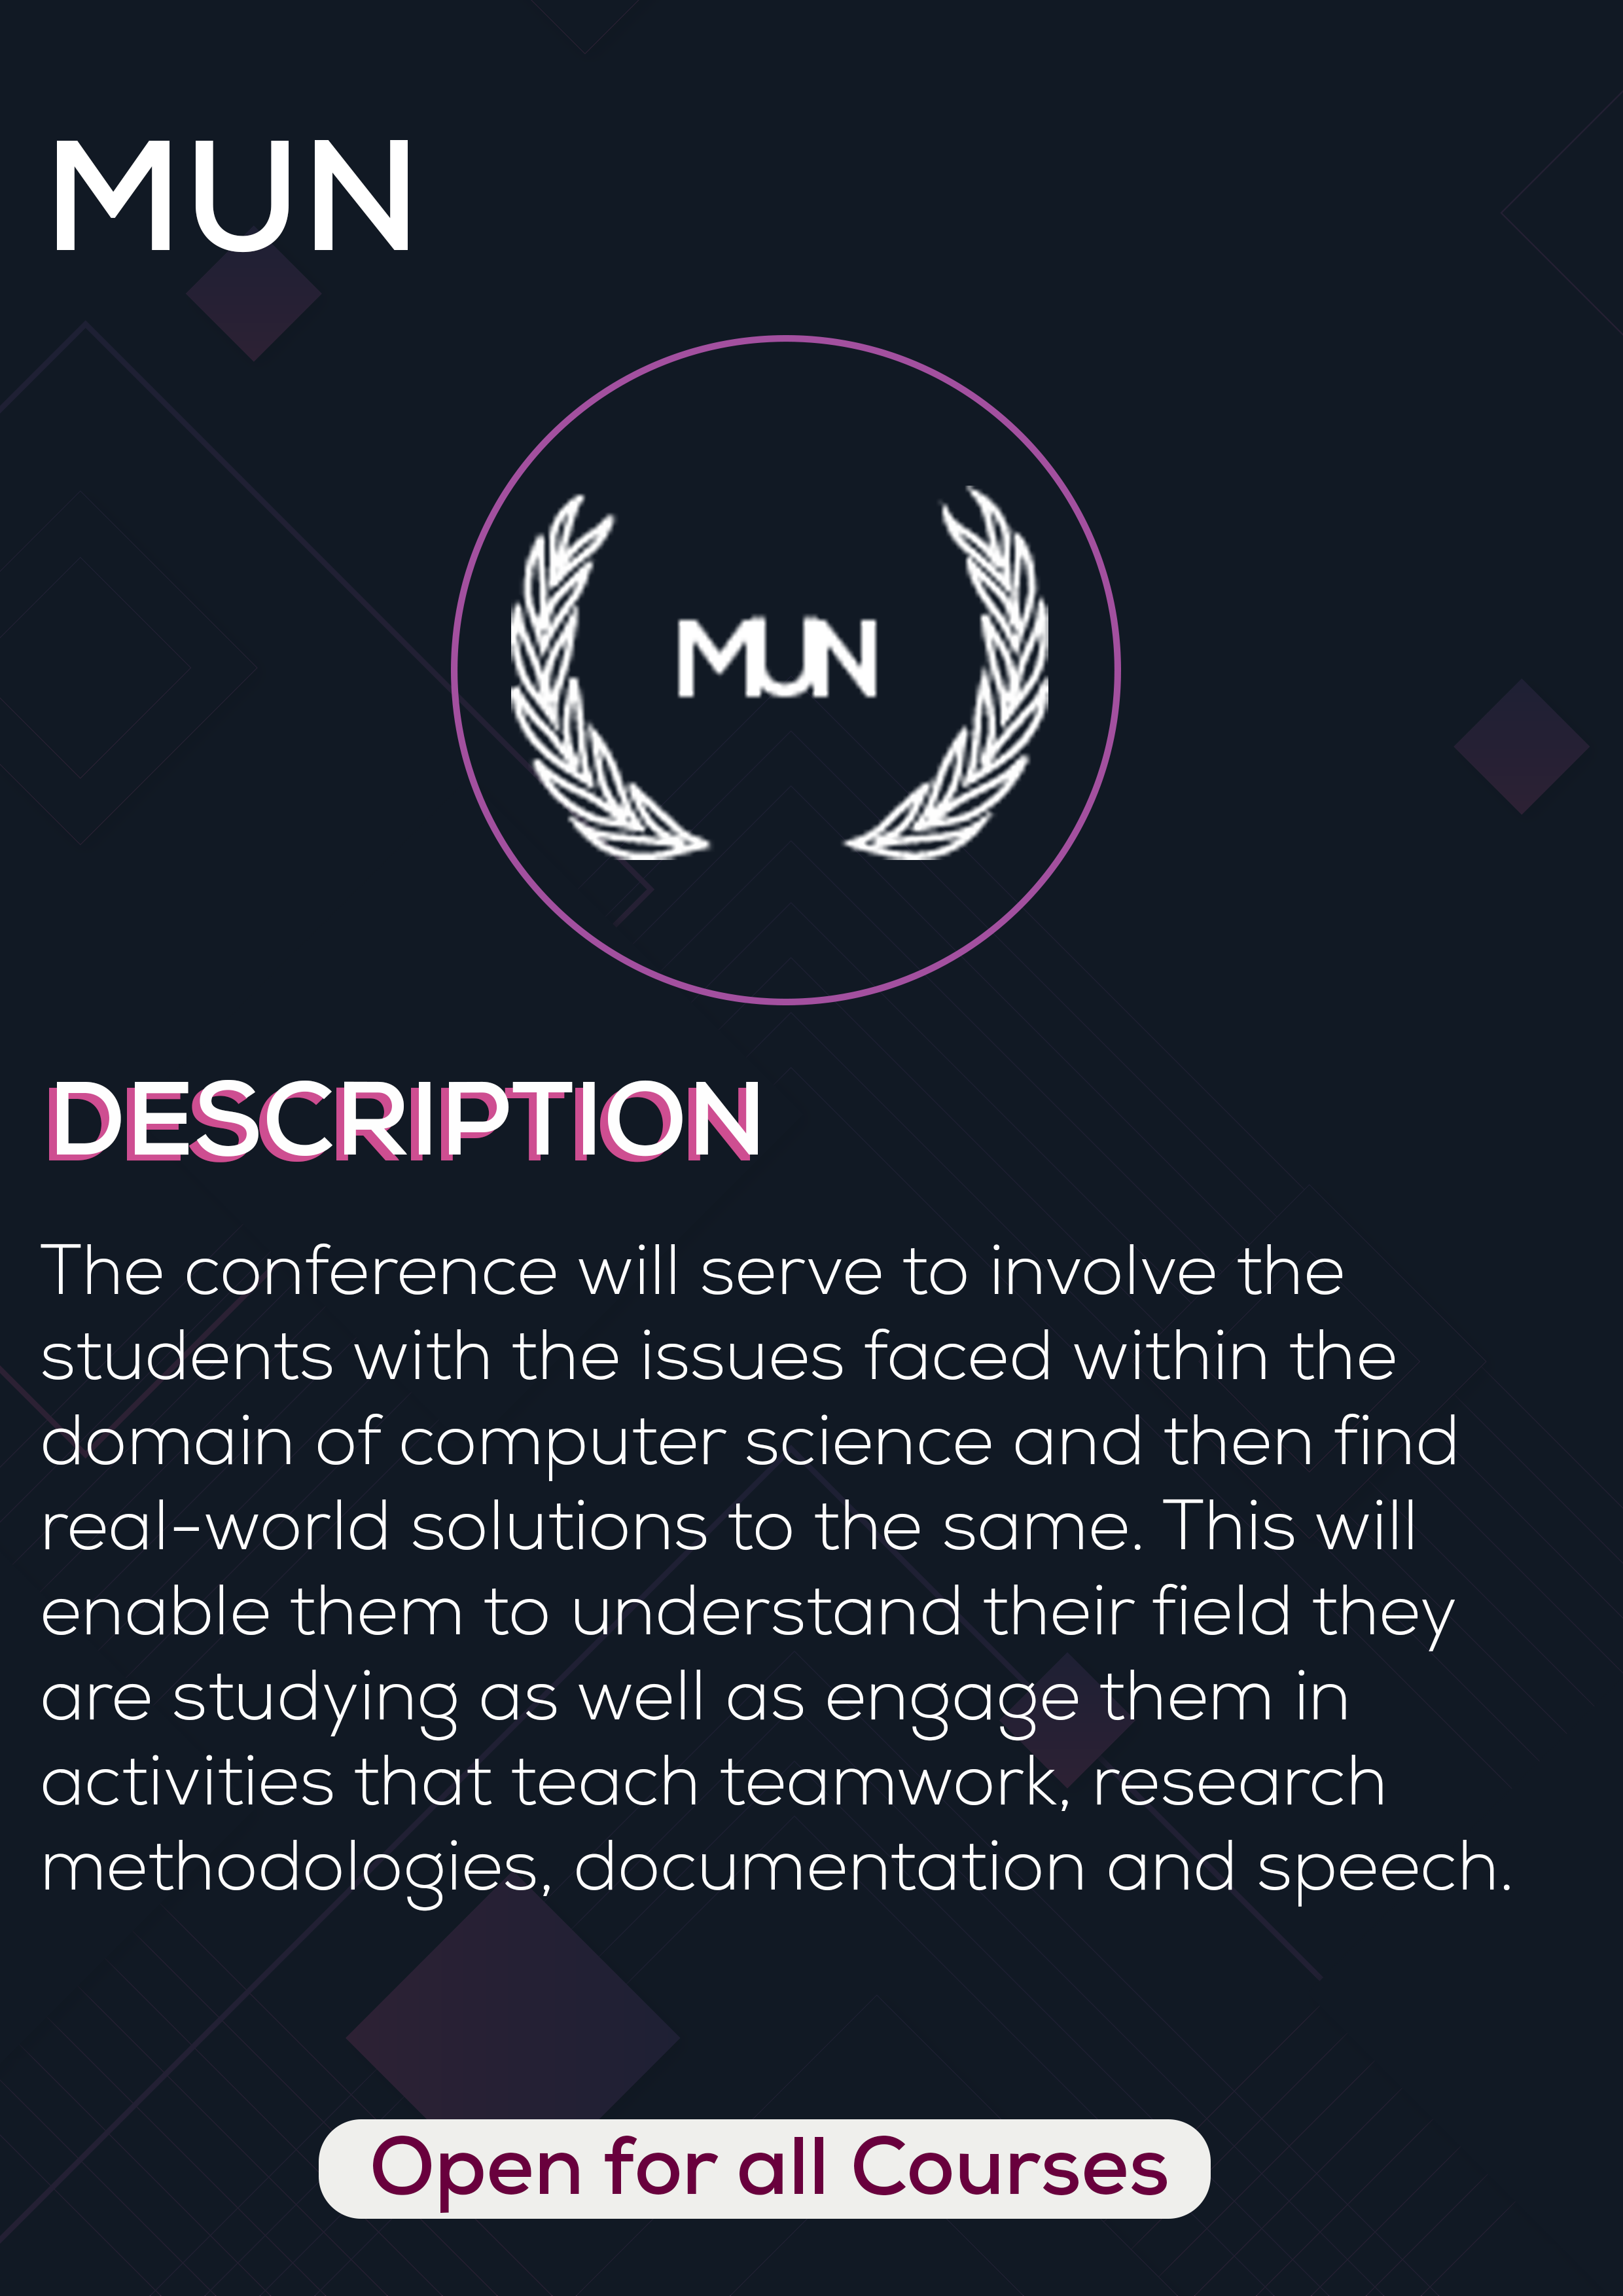 MUN
MUN
DESCRIPTION
The conference will serve to involve the
students with the issues faced within the
domain of computer science and then find
real-world solutions to the same. This will
enable them to understand their field they
are studying as well as engage them in
activities that teach teamwork, research
methodologies, documentation and speech.
Open for all Courses